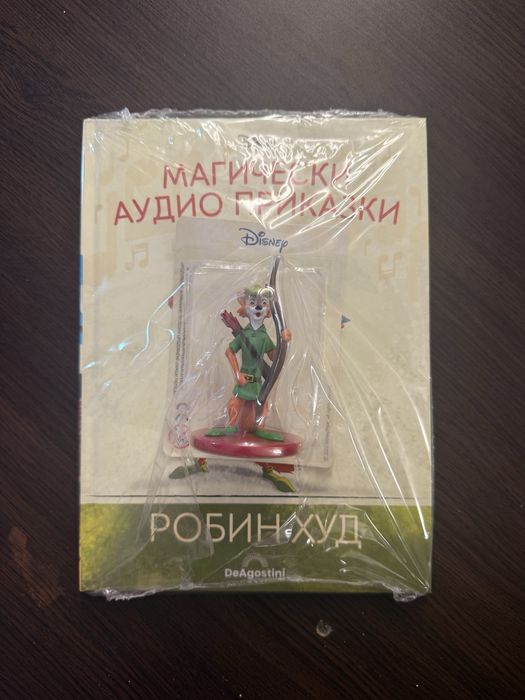 МАГИЧЕСКИ
АУДИО ПРИКАЗКИ
Disney
РОБИН ХУД
DeAgostini